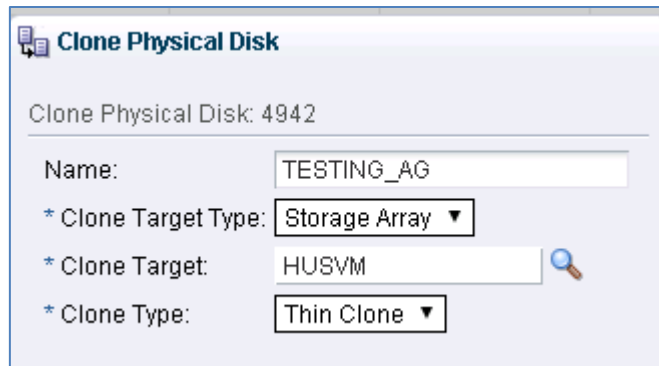 Clone Physical Disk
Clone Physical Disk: 4942
Name: TESTING_AG
* Clone Target Type: Storage Array ▼
* Clone Target: HUSVM
* Clone Type: Thin Clone ▼